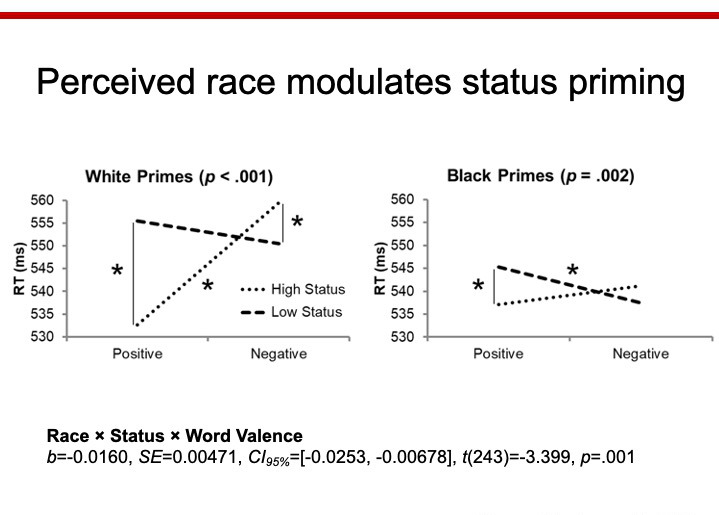 Perceived race modulates status priming
White Primes (p < .001)
560
555
550
545
540
535
530
RT (ms)
*
*
*
High Status
Low Status
Positive
Negative
Black Primes (p = .002)
560
555
550
545
540
535
530
RT (ms)
*
*
Positive
Negative
Race × Status × Word Valence
b=-0.0160, SE=0.00471, CI95%=[-0.0253, -0.00678], t(243)=-3.399, p=.001